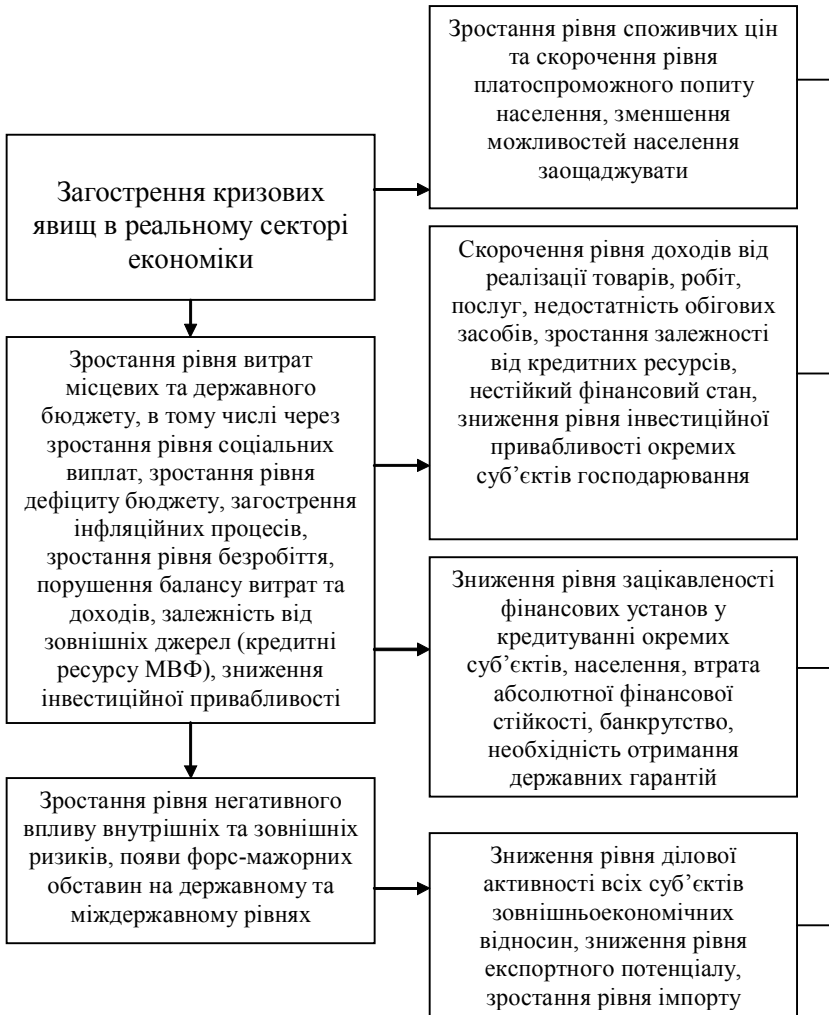 Зростання рівня споживчих цін
та скорочення рівня
платоспроможного попиту
населення, зменшення
можливостей населення
заощаджувати
Загострення кризових
явищ в реальному секторі
економіки
Скорочення рівня доходів від
реалізації товарів, робіт,
послуг, недостатність обігових
засобів, зростання залежності
від кредитних ресурсів,
нестійкий фінансовий стан,
зниження рівня інвестиційної
привабливості окремих
суб’єктів господарювання
Зростання рівня витрат
місцевих та державного
бюджету, в тому числі через
зростання рівня соціальних
виплат, зростання рівня
дефіциту бюджету, загострення
інфляційних процесів,
зростання рівня безробіття,
порушення балансу витрат та
доходів, залежність від
зовнішніх джерел (кредитні
ресурсу МВФ), зниження
інвестиційної привабливості
Зниження рівня зацікавленості
фінансових установ у
кредитуванні окремих
суб’єктів, населення, втрата
абсолютної фінансової
стійкості, банкрутство,
необхідність отримання
державних гарантій
Зростання рівня негативного
впливу внутрішніх та зовнішніх
ризиків, появи форс-мажорних
обставин на державному та
міждержавному рівнях
Зниження рівня ділової
активності всіх суб’єктів
зовнішньоекономічних
відносин, зниження рівня
експортного потенціалу,
зростання рівня імпорту